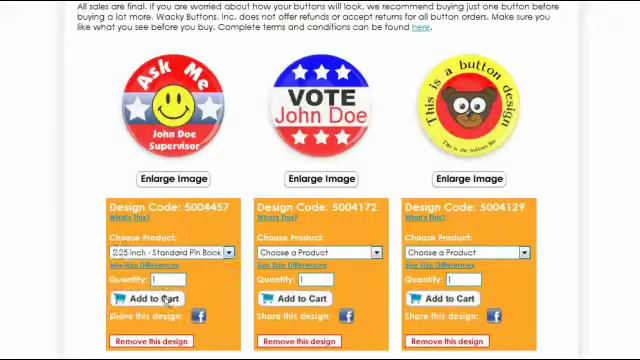 All sales are final. If you are worried about how your buttons will look, we recommend buying just one button before
buying a lot more. Wacky Buttons. Inc. does not offer refunds or accept returns for all button orders. Make sure you
like what you see before you buy. Complete terms and conditions can be found here.
Ask Me
John Doe
Supervisor
VOTE
John Doe
This is a button design
This is the bottom line
Enlarge Image
Enlarge Image
Enlarge Image
Design Code: 5004457
What's This?
Choose Product:
2.25 inch - Standard Pin Back
See Size Differences
Quantity: 1
Add to Cart
Share this design:
Remove this design
Design Code: 5004172
What's This?
Choose Product:
Choose a Product
See Size Differences
Quantity: 1
Add to Cart
Share this design:
Remove this design
Design Code: 5004129
What's This?
Choose Product:
Choose a Product
See Size Differences
Quantity: 1
Add to Cart
Share this design:
Remove this design